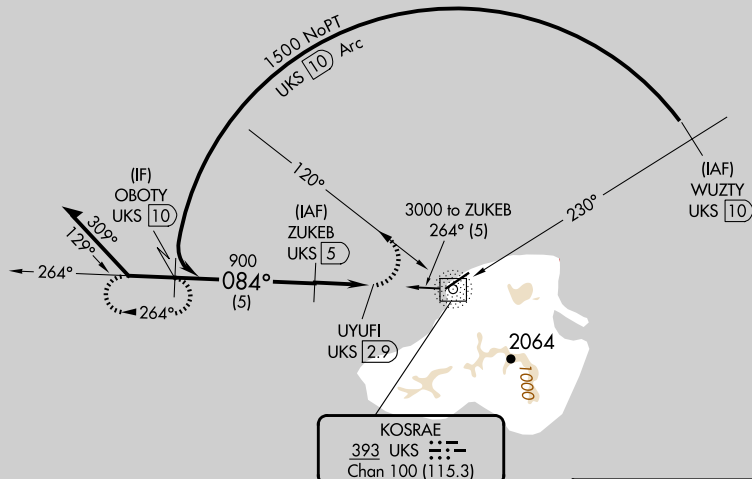 1500 NoPT
UKS 10 Arc
(IF)
OBOTY
UKS 10
120°
(IAF)
ZUKEB
UKS 5
3000 to ZUKEB
264° (5)
230°
(IAF)
WUZTY
UKS 10
309°
129°
264°
264°
900
084°
(5)
UYUFI
UKS 2.9
2064
1000
KOSRAE
393 UKS
Chan 100 (115.3)